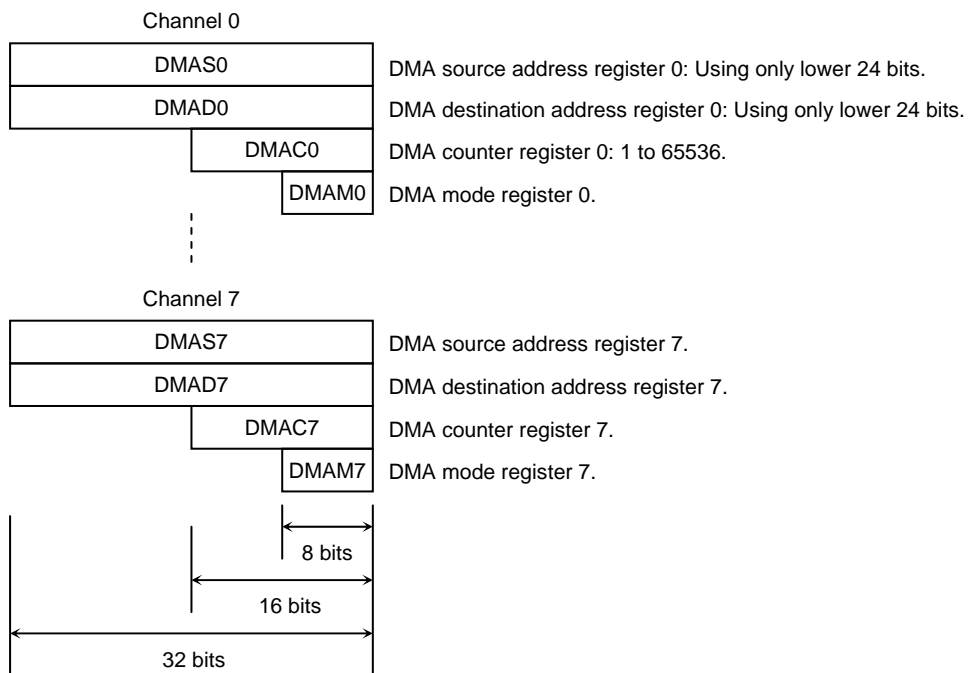 Channel 0
DMAS0 DMA source address register 0: Using only lower 24 bits.
DMAD0 DMA destination address register 0: Using only lower 24 bits.
DMAC0 DMA counter register 0: 1 to 65536.
DMAM0 DMA mode register 0.
Channel 7
DMAS7 DMA source address register 7.
DMAD7 DMA destination address register 7.
DMAC7 DMA counter register 7.
DMAM7 DMA mode register 7.
8 bits
16 bits
32 bits